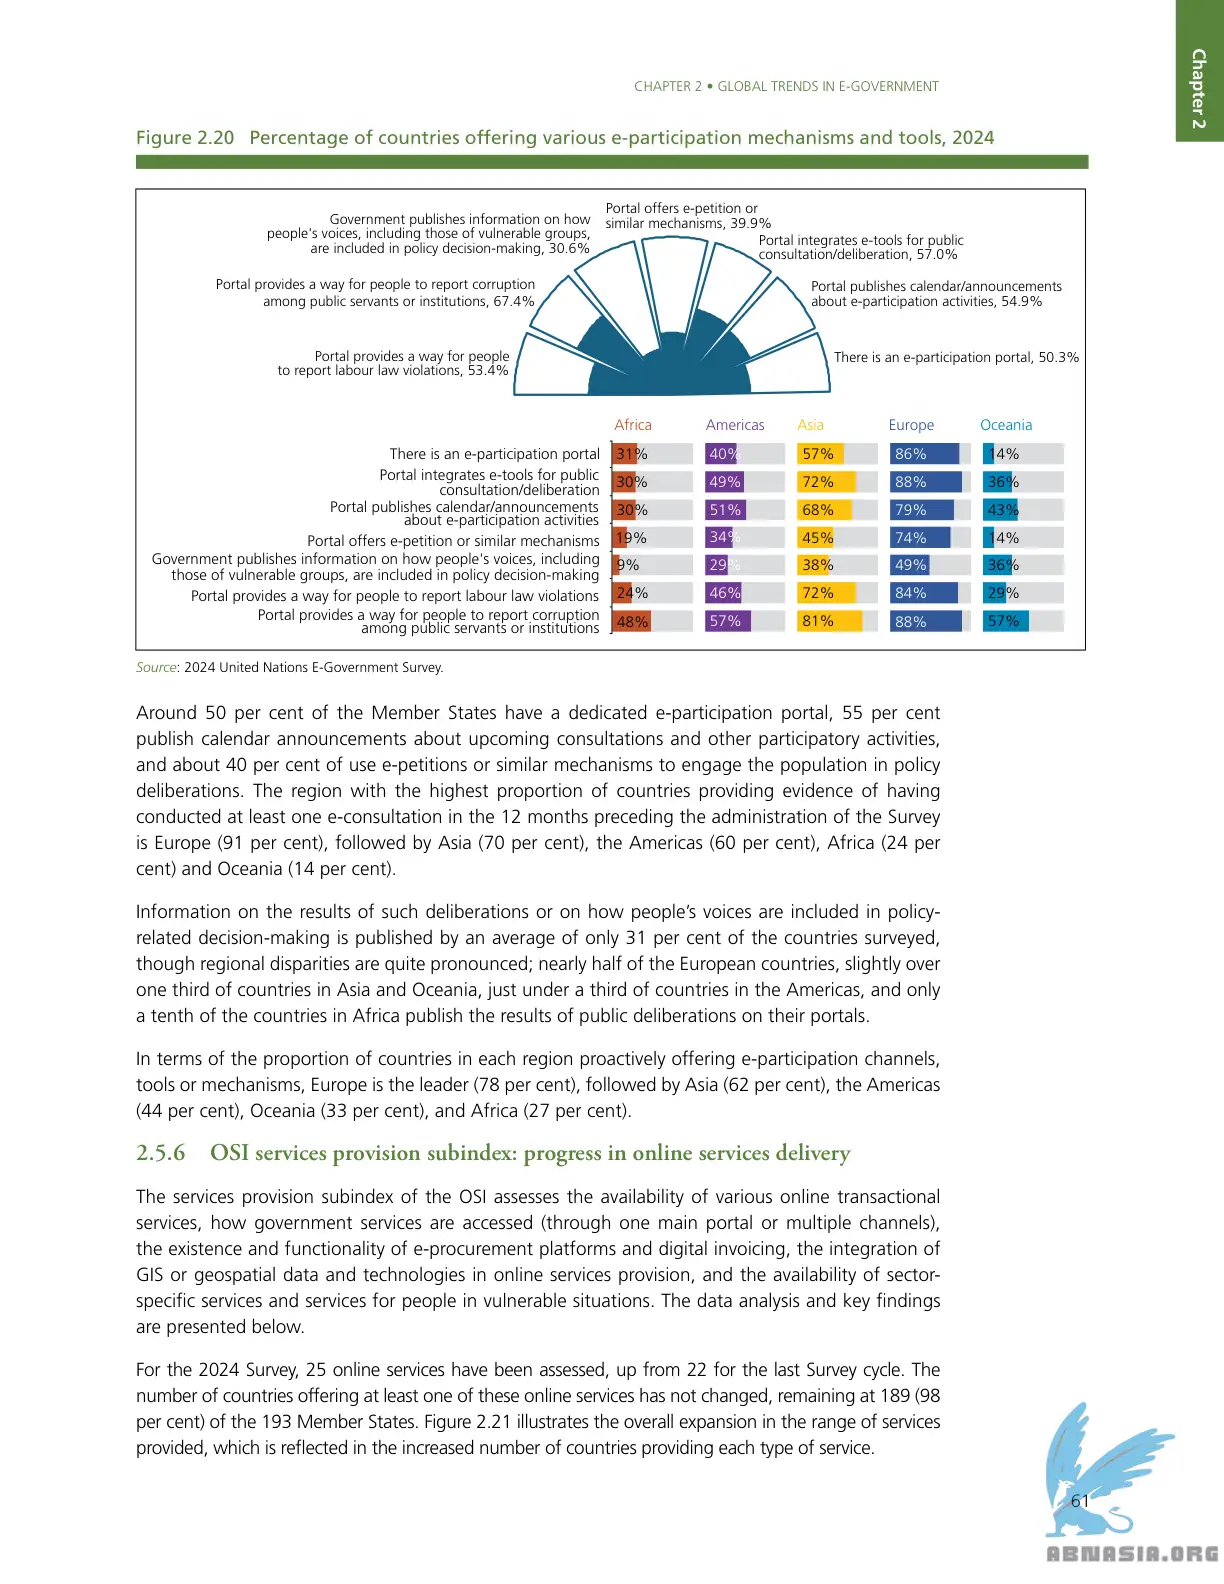 Chapter 2
CHAPTER 2 • GLOBAL TRENDS IN E-GOVERNMENT
Figure 2.20 Percentage of countries offering various e-participation mechanisms and tools, 2024
Portal offers e-petition or
similar mechanisms, 39.9%
Government publishes information on how
people's voices, including those of vulnerable groups,
are included in policy decision-making, 30.6%
Portal integrates e-tools for public
consultation/deliberation, 57.0%
Portal provides a way for people to report corruption
among public servants or institutions, 67.4%
Portal publishes calendar/announcements
about e-participation activities, 54.9%
Portal provides a way for people
to report labour law violations, 53.4%
There is an e-participation portal, 50.3%
Africa Americas Asia Europe Oceania
There is an e-participation portal 31% 40% 57% 86% 14%
Portal integrates e-tools for public
consultation/deliberation 30% 49% 72% 88% 36%
Portal publishes calendar/announcements
about e-participation activities 30% 51% 68% 79% 43%
Portal offers e-petition or similar mechanisms 19% 34% 45% 74% 14%
Government publishes information on how people's voices, including
those of vulnerable groups, are included in policy decision-making 9% 29% 38% 49% 36%
Portal provides a way for people to report labour law violations 24% 46% 72% 84% 29%
Portal provides a way for people to report corruption
among public servants or institutions 48% 57% 81% 88% 57%
Source: 2024 United Nations E-Government Survey.
Around 50 per cent of the Member States have a dedicated e-participation portal, 55 per cent
publish calendar announcements about upcoming consultations and other participatory activities,
and about 40 per cent of use e-petitions or similar mechanisms to engage the population in policy
deliberations. The region with the highest proportion of countries providing evidence of having
conducted at least one e-consultation in the 12 months preceding the administration of the Survey
is Europe (91 per cent), followed by Asia (70 per cent), the Americas (60 per cent), Africa (24 per
cent) and Oceania (14 per cent).
Information on the results of such deliberations or on how people’s voices are included in policy-
related decision-making is published by an average of only 31 per cent of the countries surveyed,
though regional disparities are quite pronounced; nearly half of the European countries, slightly over
one third of countries in Asia and Oceania, just under a third of countries in the Americas, and only
a tenth of the countries in Africa publish the results of public deliberations on their portals.
In terms of the proportion of countries in each region proactively offering e-participation channels,
tools or mechanisms, Europe is the leader (78 per cent), followed by Asia (62 per cent), the Americas
(44 per cent), Oceania (33 per cent), and Africa (27 per cent).
2.5.6 OSI services provision subindex: progress in online services delivery
The services provision subindex of the OSI assesses the availability of various online transactional
services, how government services are accessed (through one main portal or multiple channels),
the existence and functionality of e-procurement platforms and digital invoicing, the integration of
GIS or geospatial data and technologies in online services provision, and the availability of sector-
specific services and services for people in vulnerable situations. The data analysis and key findings
are presented below.
For the 2024 Survey, 25 online services have been assessed, up from 22 for the last Survey cycle. The
number of countries offering at least one of these online services has not changed, remaining at 189 (98
per cent) of the 193 Member States. Figure 2.21 illustrates the overall expansion in the range of services
provided, which is reflected in the increased number of countries providing each type of service.
61
ABNASIA.ORG